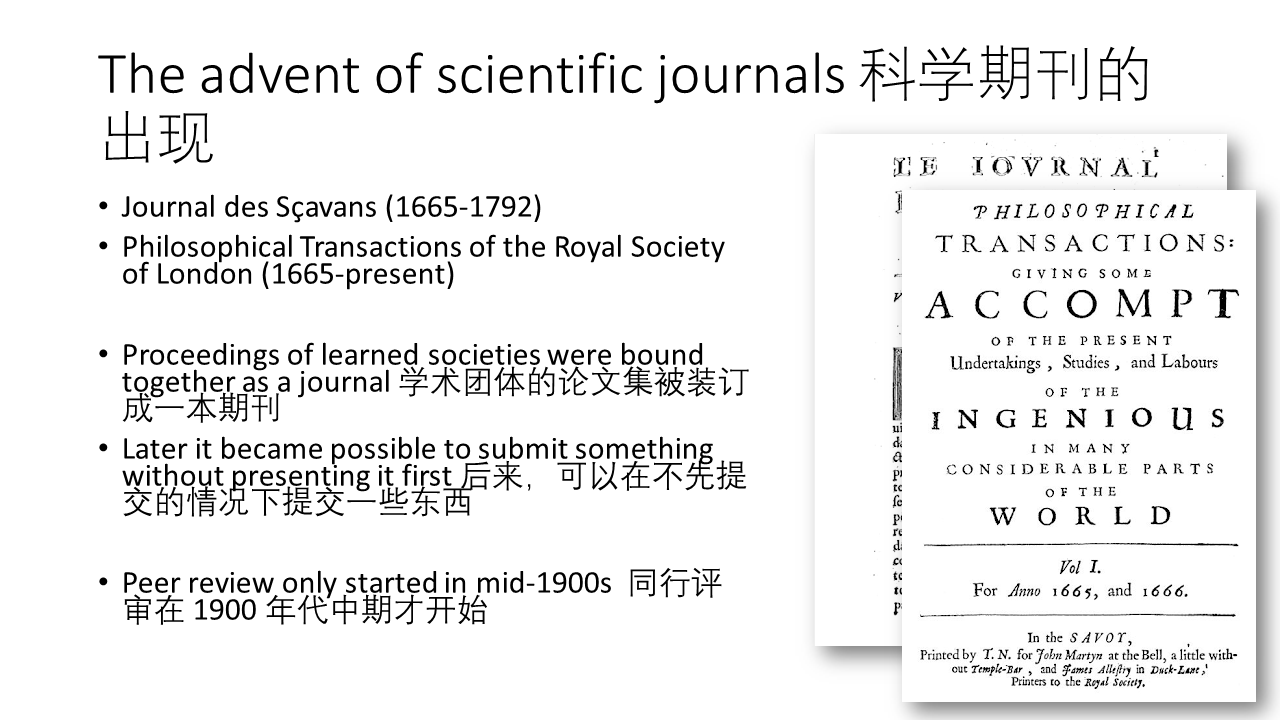 The advent of scientific journals 科学期刊的
出现
• Journal des Sçavans (1665-1792)
• Philosophical Transactions of the Royal Society
of London (1665-present)
• Proceedings of learned societies were bound
together as a journal 学术团体的论文集被装订
成一本期刊
• Later it became possible to submit something
without presenting it first 后来，可以在不先提
交的情况下提交一些东西
• Peer review only started in mid-1900s 同行评
审在 1900 年代中期才开始
LE IOVRNAL
PHILOSOPHICAL
TRANSACTIONS:
GIVING SOME
ACCOMPT
OF THE PRESENT
Undertakings, Studies, and Labours
OF THE
INGENIOUS
IN MANY
CONSIDERABLE PARTS
OF THE
WORLD
Vol I.
For Anno 1665, and 1666.
In the SAVOY,
Printed by T. N. for John Martyn at the Bell, a little with-
out Temple-Bar, and James Allestry in Duck-Lane,
Printers to the Royal Society.